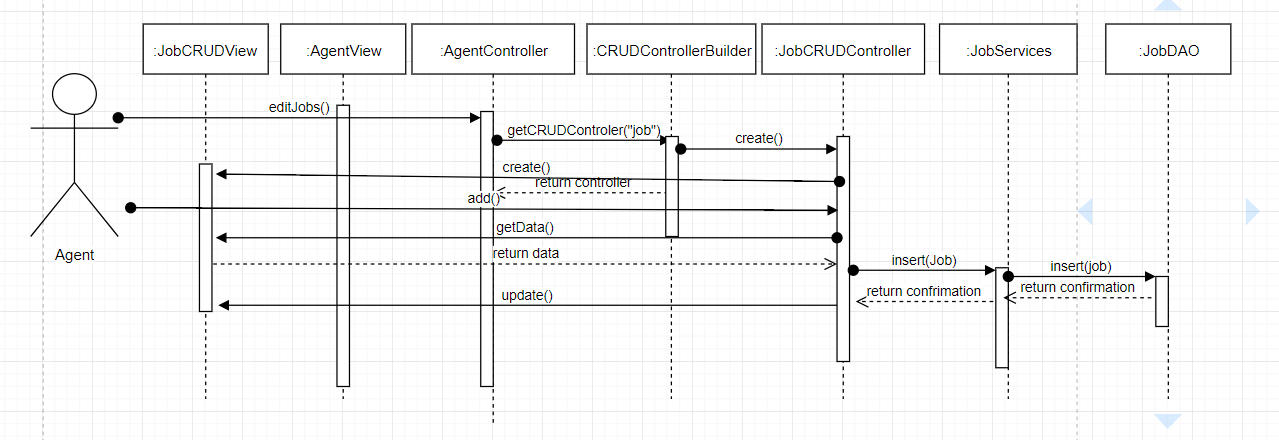 :JobCRUDView
:AgentView
:AgentController
:CRUDControllerBuilder
:JobCRUDController
:JobServices
:JobDAO
editJobs()
getCRUDControler("job")
create()
create()
return controller
add()
getData()
return data
Agent
insert(Job)
insert(job)
return confrimation
return confirmation
update()